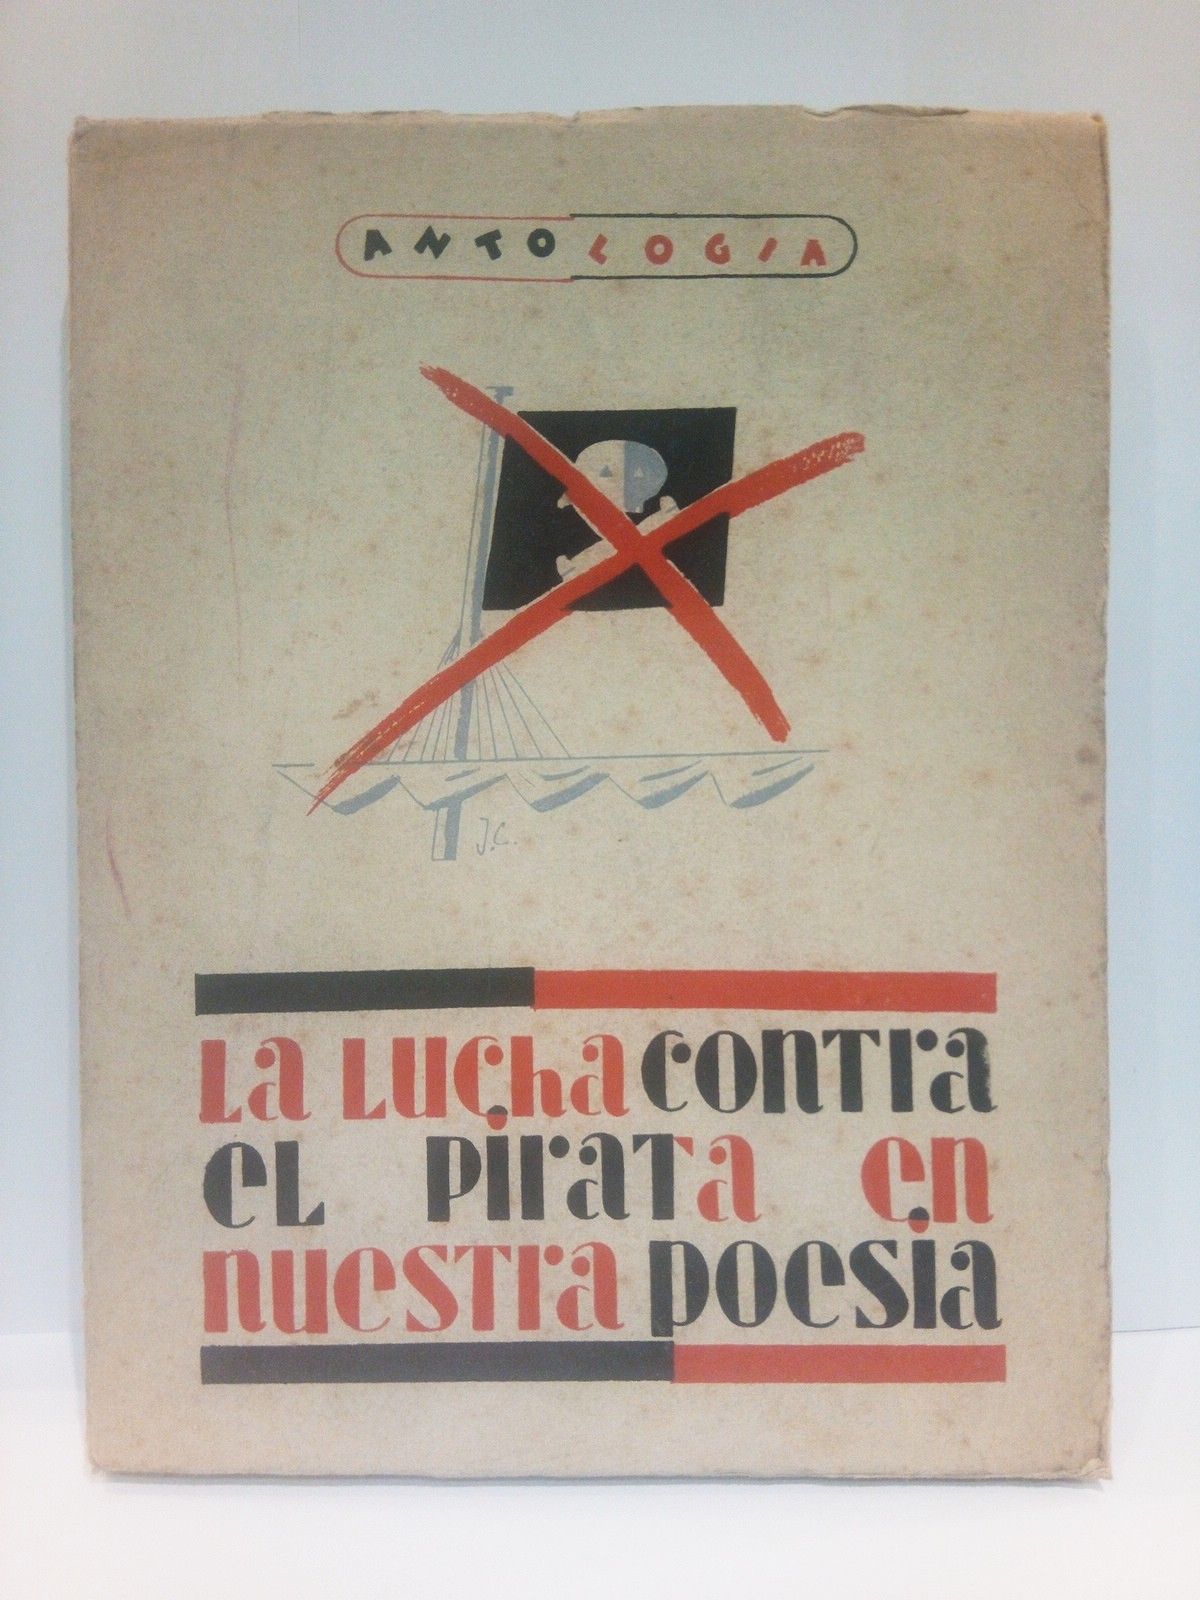 ANTOLOGIA
J.C.
La Lucha contra
el pirata en
nuestra poesia